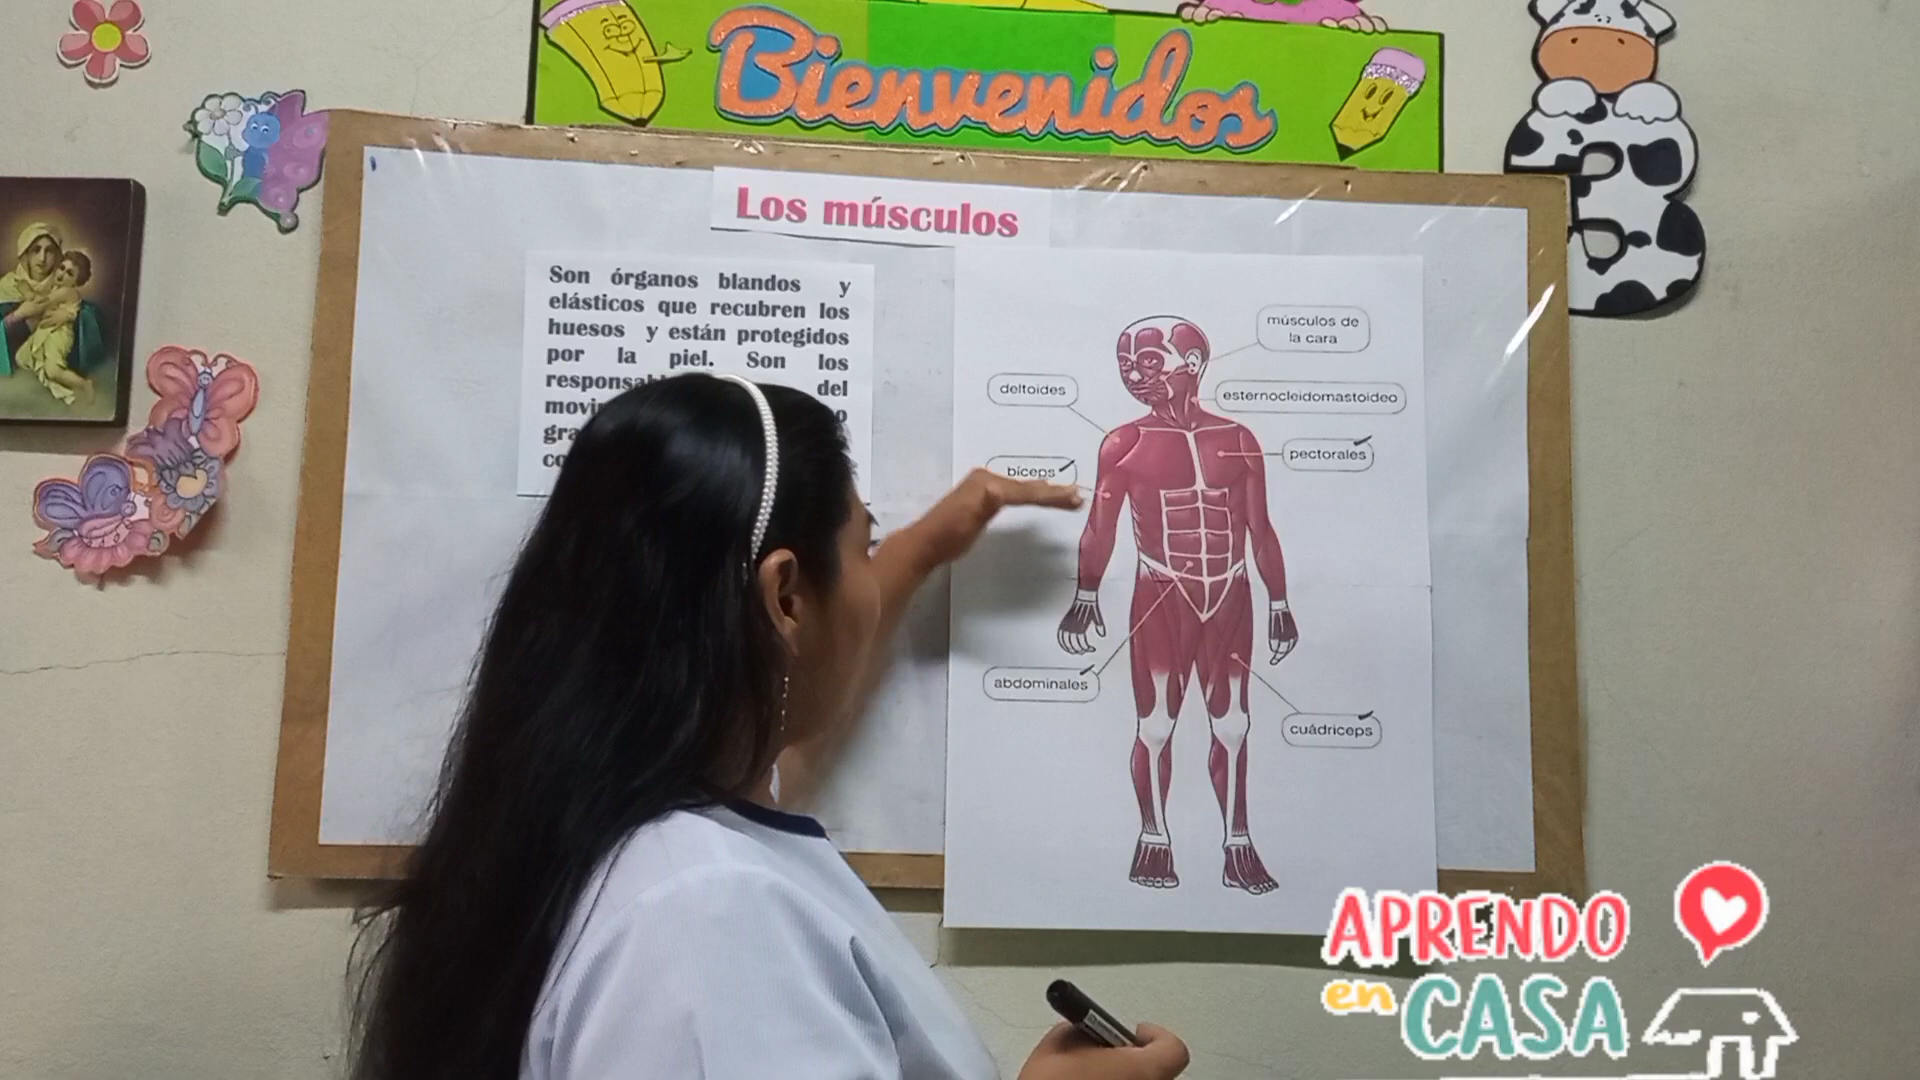 Bienvenidos
Los músculos
Son órganos blandos y
elásticos que recubren los
huesos y están protegidos
por la piel. Son los
del
músculos de
la cara
deltoides
esternocleidomastoideo
pectorales
bíceps
abdominales
cuádriceps
APRENDO
en
CASA